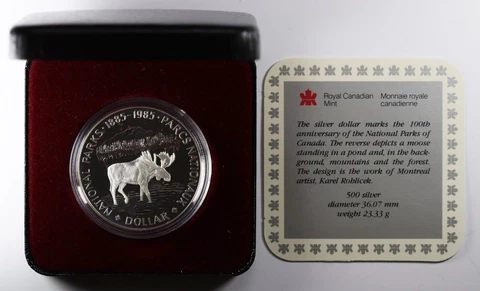 NATIONAL PARKS · 1885-1985 · PARCS NATIONAUX
DOLLAR
Royal Canadian
Mint
Monnaie royale
canadienne
The silver dollar marks the 100th
anniversary of the National Parks of
Canada. The reverse depicts a moose
standing in a pond and, in the back-
ground, mountains and the forest.
The design is the work of Montreal
artist, Karel Rohlicek.
500 silver
diameter 36.07 mm
weight 23.33 g